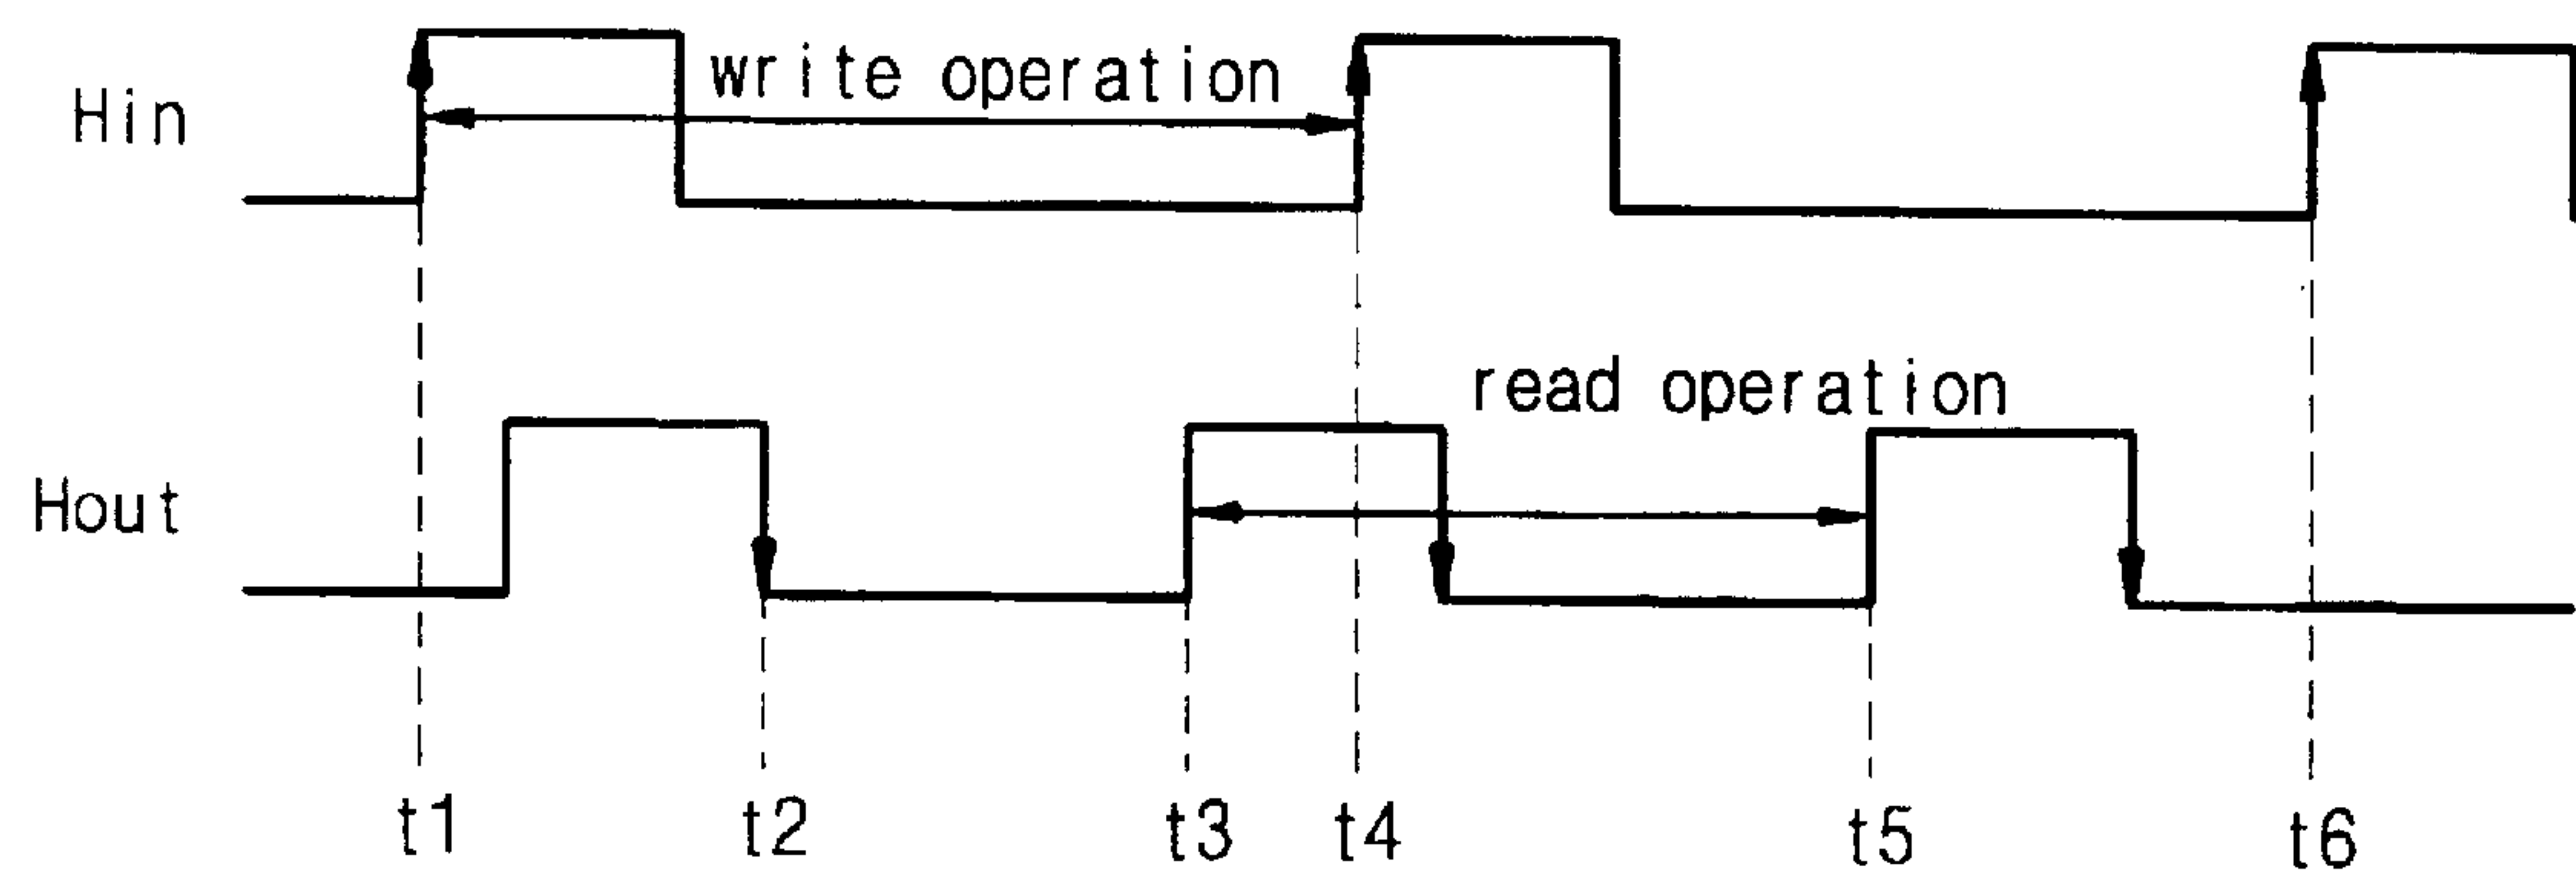 Hin
write operation
read operation
Hout
t1 t2 t3 t4 t5 t6